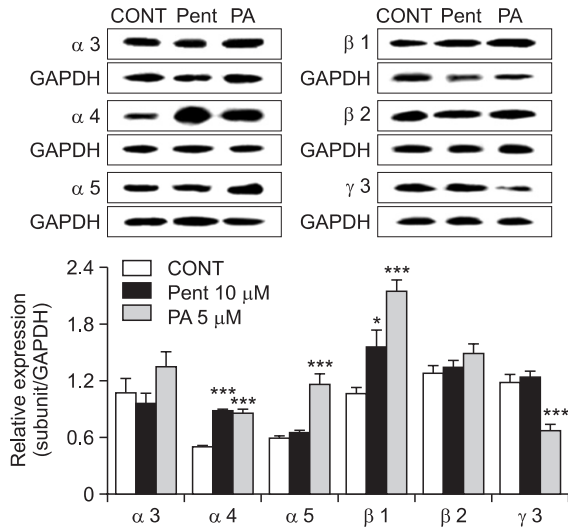 CONT Pent PA
α 3
GAPDH
α 4
GAPDH
α 5
GAPDH
CONT Pent PA
β 1
GAPDH
β 2
GAPDH
γ 3
GAPDH
Relative expression
(subunit/GAPDH)
2.4
1.8
1.2
0.6
0
CONT
Pent 10 μM
PA 5 μM
***
***
***
*
***
***
α 3 α 4 α 5 β 1 β 2 γ 3